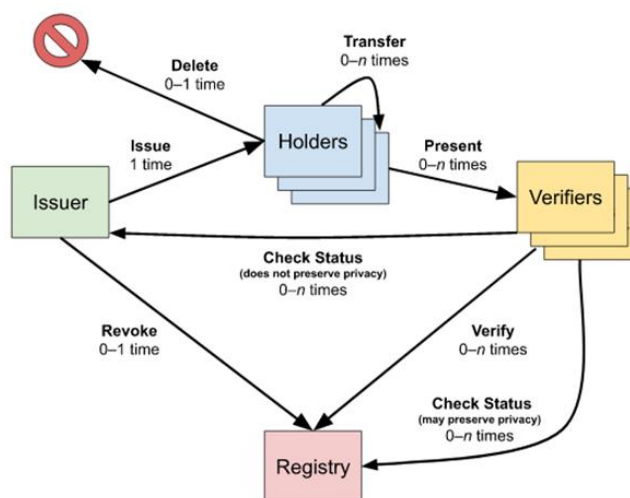 Transfer
0–n times
Delete
0–1 time
Holders
Issue
1 time
Present
0–n times
Issuer
Verifiers
Check Status
(does not preserve privacy)
0–n times
Revoke
0–1 time
Verify
0–n times
Check Status
(may preserve privacy)
0–n times
Registry